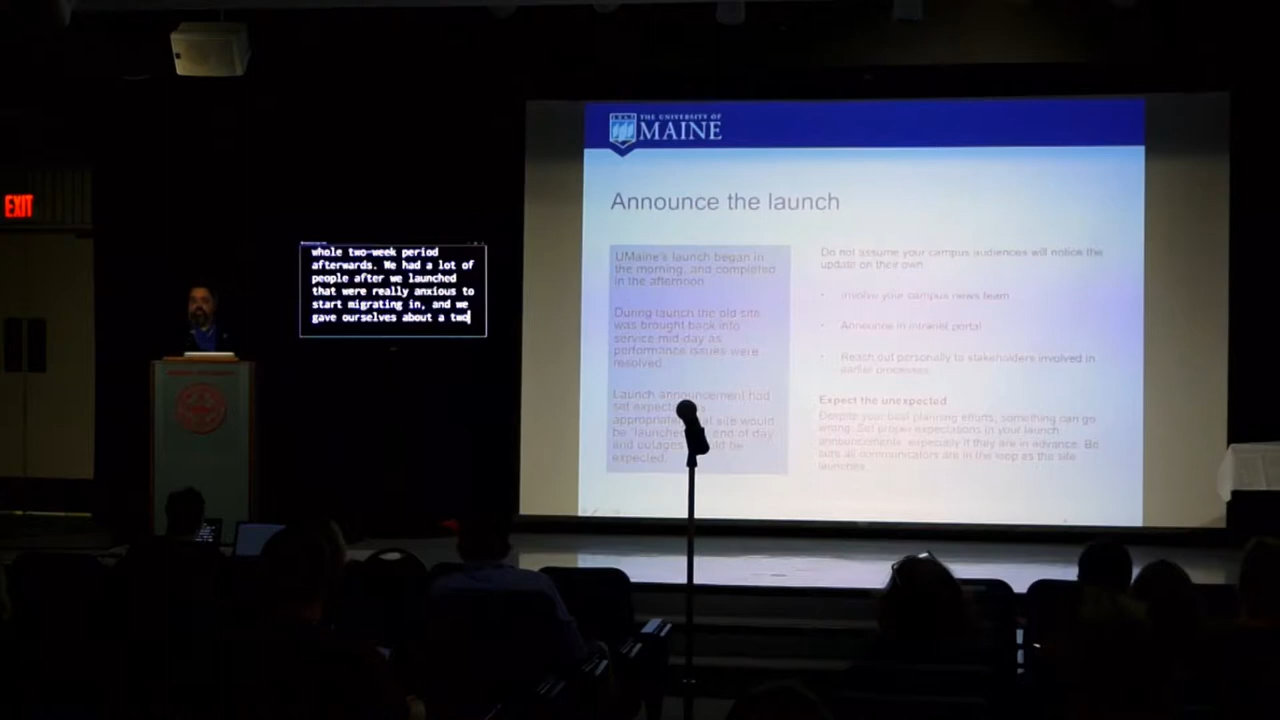 EXIT
whole two-week period
afterwards. We had a lot of
people after we launched
that were really anxious to
start migrating in, and we
gave ourselves about a two
THE UNIVERSITY OF
MAINE
Announce the launch
UMaine's launch began in
the morning, and completed
in the afternoon
During launch the old site
was brought back into
service mid-day as
performance issues were
resolved.
Launch announcement had
set
appropriately
site would
be "launched
end of day
and outages
be
expected.
Do not assume your campus audiences will notice the
update on their own.
Involve your campus news team
Announce in intranet portal
Reach out personally to stakeholders involved in
earlier processes.
Expect the unexpected
Despite your best planning efforts, something can go
wrong. Set proper expectations in your launch
announcements, especially if they are in advance. Be
sure all communicators are in the loop as the site
launches.